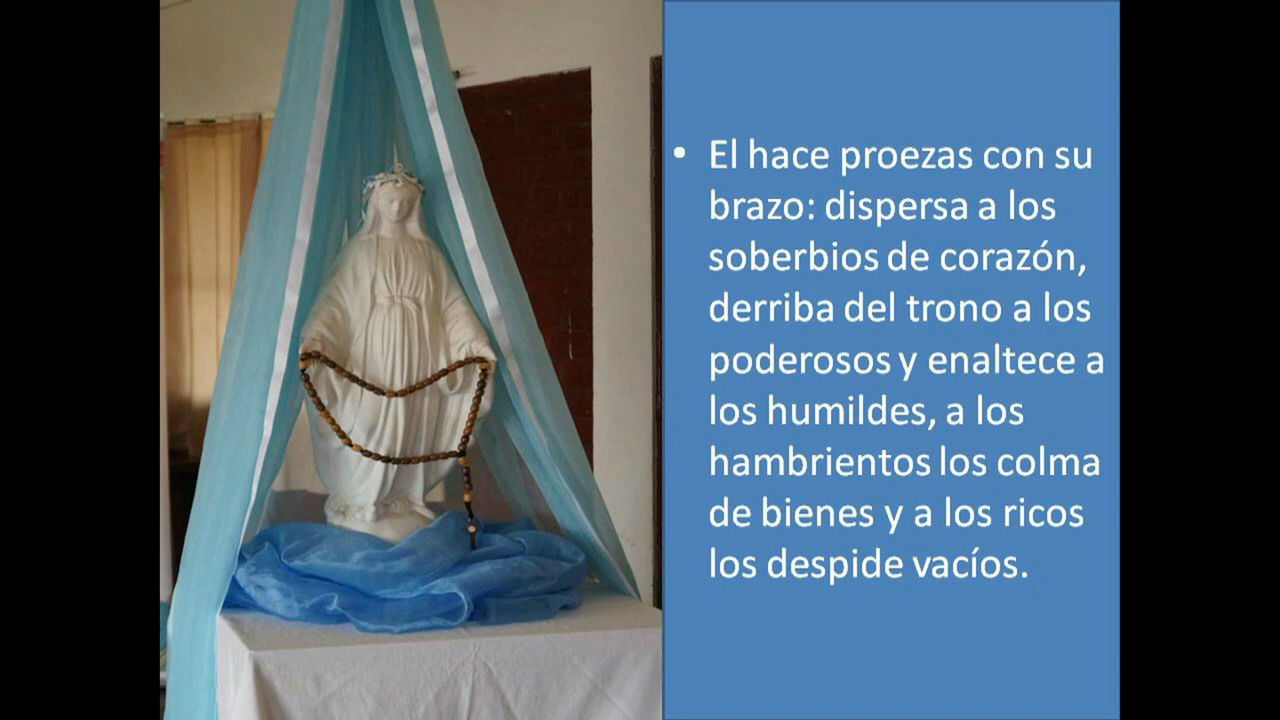 • El hace proezas con su
brazo: dispersa a los
soberbios de corazón,
derriba del trono a los
poderosos y enaltece a
los humildes, a los
hambrientos los colma
de bienes y a los ricos
los despide vacíos.